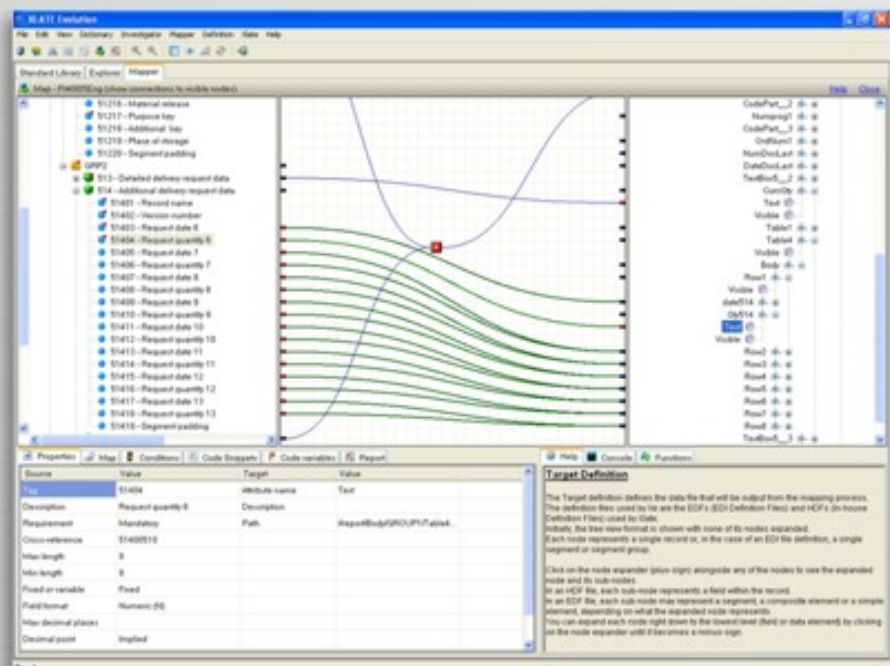 XLATE Evolution
File Edit View Dictionary Investigator Mapper Definition Xlate Help
Standard Library Explorer Mapper
(show connections to visible nodes) Help Close
51216 - Material release
51217 - Purpose key
51218 - Additional key
51219 - Place of storage
51220 - Segment padding
GRP2
513 - Detailed delivery request data
514 - Additional delivery request data
51401 - Record name
51402 - Version number
51403 - Request date 6
51404 - Request quantity 6
51405 - Request date 7
51406 - Request quantity 7
51407 - Request date 8
51408 - Request quantity 8
51409 - Request date 9
51410 - Request quantity 9
51411 - Request date 10
51412 - Request quantity 10
51413 - Request date 11
51414 - Request quantity 11
51415 - Request date 12
51416 - Request quantity 12
51417 - Request date 13
51418 - Request quantity 13
51419 - Segment padding
CodePart__2
Numprog1
CodePart__3
OrdNum1
NumDocLast
DateDocLast
TextBox5__2
CumQty
Text
Visible
Table1
Table4
Visible
Body
Row1
Visible
date514
Qty514
Text
Visible
Row2
Row3
Row4
Row5
Row6
Row7
Row8
TextBox5__3
Properties Map Conditions Code Snippets Code variables Report
Source Value Target Value
Tag 51404 Attribute name Text
Description Request quantity 6 Description
Requirement Mandatory Path
Cross-reference 51400510
Max length 9
Min length 9
Fixed or variable Fixed
Field format Numeric (N)
Max decimal places
Decimal point Implied
Help Console Functions
Target Definition
The Target definition defines the data file that will be output from the mapping process.
The definition files used by Xe are the EDFs (EDI Definition Files) and HDFs (In-house
Definition Files) used by Xlate.
Initially, the tree view format is shown with none of its nodes expanded.
Each node represents a single record or, in the case of an EDI file definition, a single
segment or segment group.
Click on the node expander (plus-sign) alongside any of the nodes to see the expanded
node and its sub-nodes.
In an HDF file, each sub-node represents a field within the record.
In an EDF file, each sub-node may represent a segment, a composite element or a simple
element, depending on what the expanded node represents.
You can expand each node right down to the lowest level (field or data element) by clicking
on the node expander until it becomes a minus-sign.